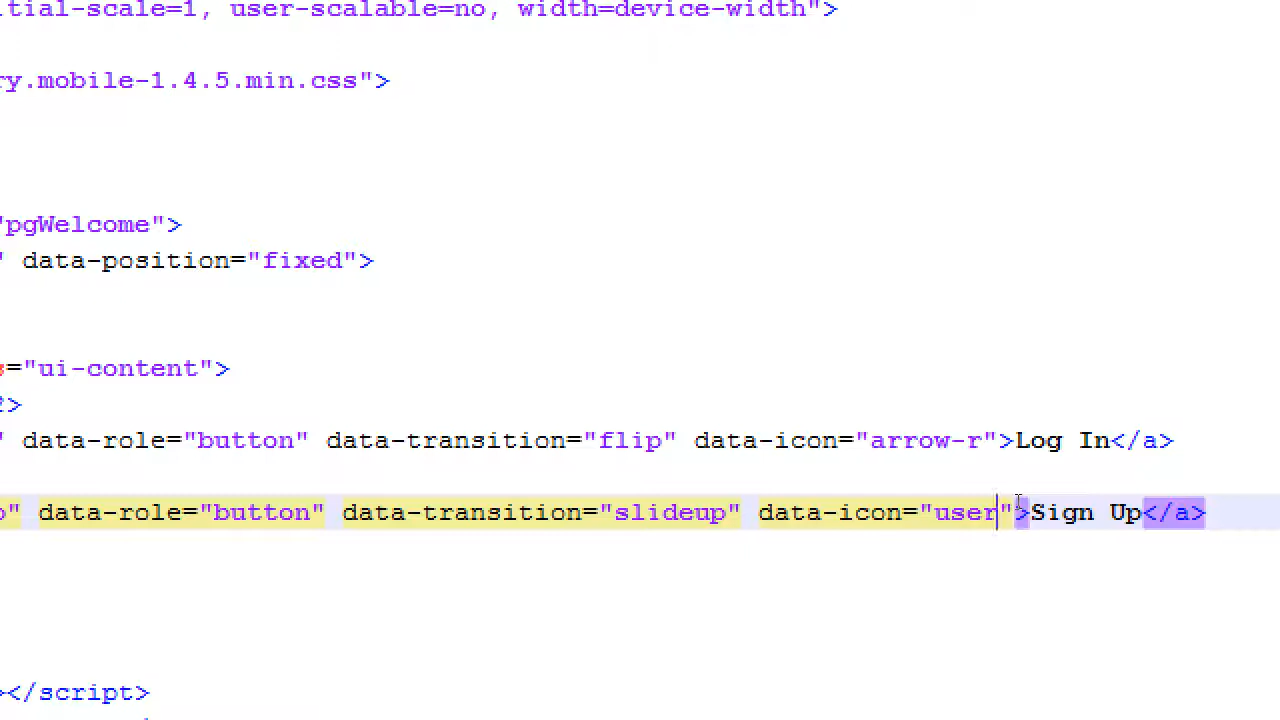 tial-scale=1, user-scalable=no, width=device-width">
ry.mobile-1.4.5.min.css">
"pgWelcome">
" data-position="fixed">
s="ui-content">
2>
" data-role="button" data-transition="flip" data-icon="arrow-r">Log In</a>
p" data-role="button" data-transition="slideup" data-icon="user">Sign Up</a>
></script>